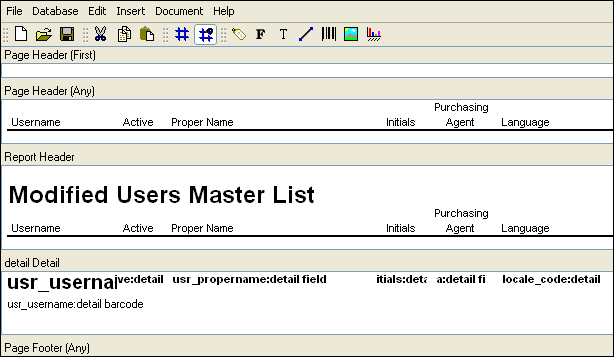 File Database Edit Insert Document Help
F T
Page Header (First)
Page Header (Any)
Purchasing
Username Active Proper Name Initials Agent Language
Report Header
Modified Users Master List
Purchasing
Username Active Proper Name Initials Agent Language
detail Detail
usr_usernai ive:detail usr_propername:detail field itials:deta a:detail fi locale_code:detail
usr_username:detail barcode
Page Footer (Any)